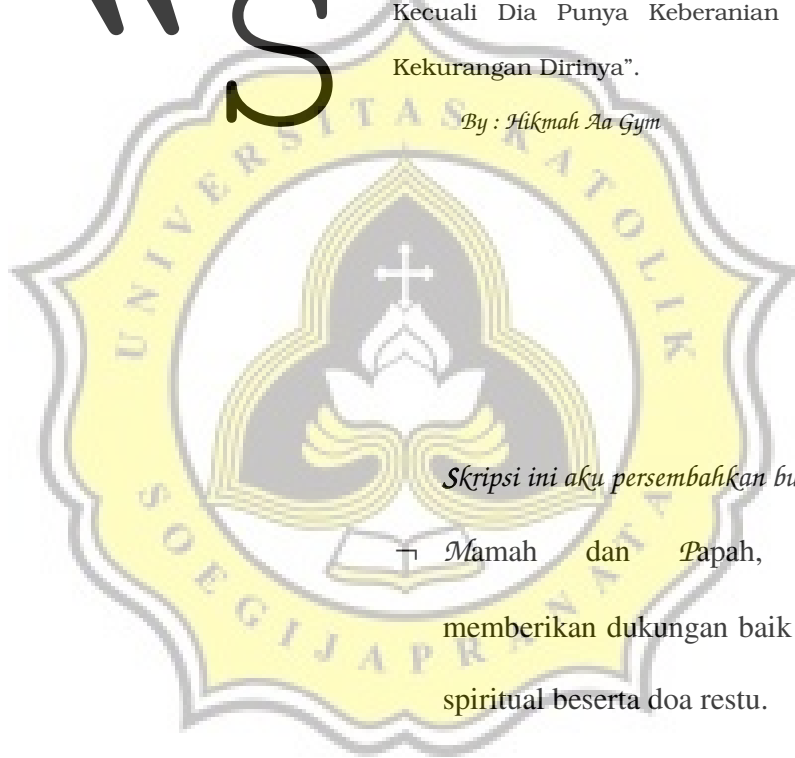 S
Kecuali Dia Punya Keberanian
Kekurangan Dirinya”.
By : Hikmah Aa Gym
UNIVERSITAS KATOLIK
SOEGIJAPRANATA
Skripsi ini aku persembahkan bu
¬ Mamah dan Papah,
memberikan dukungan baik
spiritual beserta doa restu.